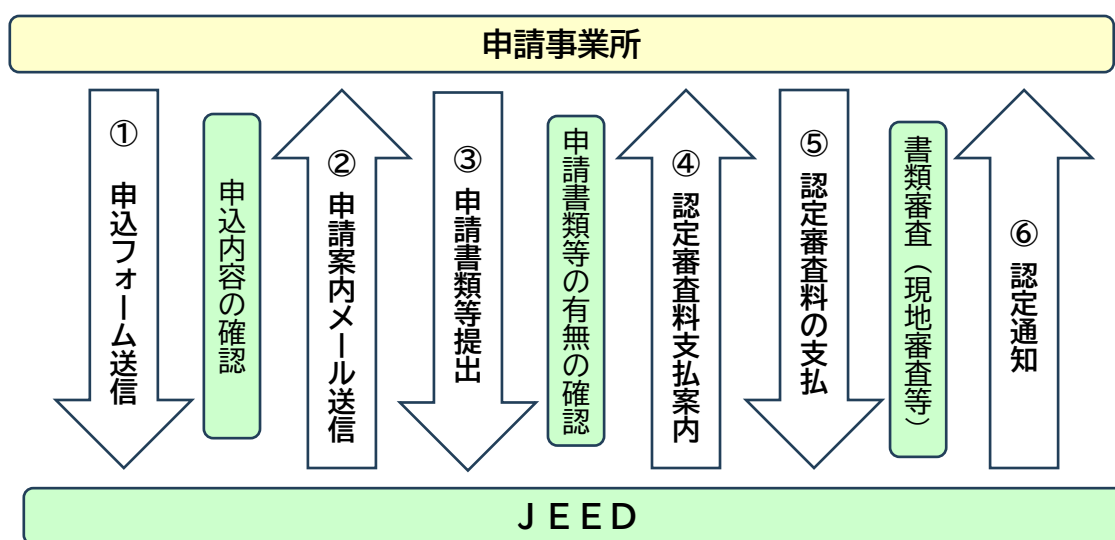 申請事業所
① 申込フォーム送信
申込内容の確認
② 申請案内メール送信
③ 申請書類等提出
申請書類等の有無の確認
④ 認定審査料支払案内
⑤ 認定審査料の支払
書類審査（現地審査等）
⑥ 認定通知
ＪＥＥＤ